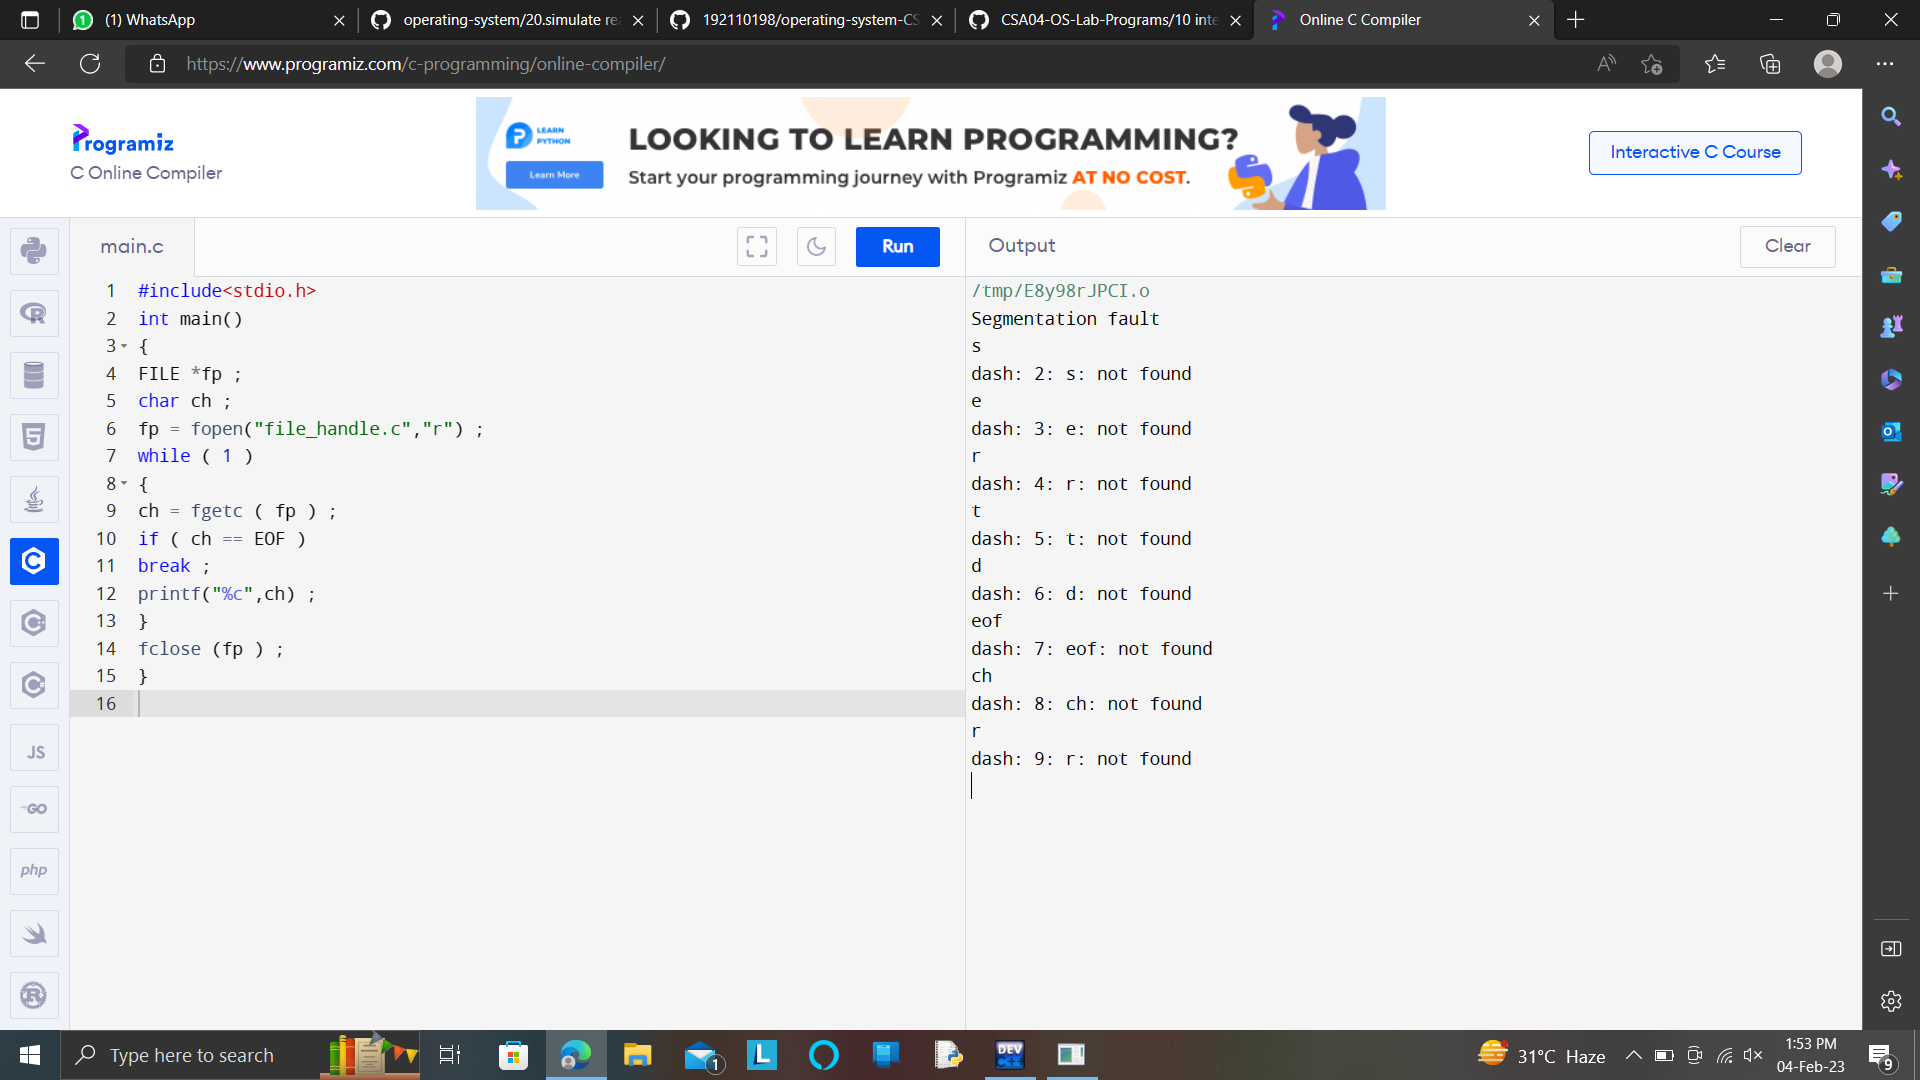 (1) WhatsApp
operating-system/20.simulate rea
192110198/operating-system-CS
CSA04-OS-Lab-Programs/10 inte
Online C Compiler
https://www.programiz.com/c-programming/online-compiler/
Programiz
C Online Compiler
LEARN
PYTHON
Learn More
LOOKING TO LEARN PROGRAMMING?
Start your programming journey with Programiz AT NO COST.
Interactive C Course
main.c
Run
Output
Clear
1 #include<stdio.h>
2 int main()
3 {
4 FILE *fp ;
5 char ch ;
6 fp = fopen("file_handle.c","r") ;
7 while ( 1 )
8 {
9 ch = fgetc ( fp ) ;
10 if ( ch == EOF )
11 break ;
12 printf("%c",ch) ;
13 }
14 fclose (fp ) ;
15 }
16
/tmp/E8y98rJPCI.o
Segmentation fault
s
dash: 2: s: not found
e
dash: 3: e: not found
r
dash: 4: r: not found
t
dash: 5: t: not found
d
dash: 6: d: not found
eof
dash: 7: eof: not found
ch
dash: 8: ch: not found
r
dash: 9: r: not found
JS
GO
php
Type here to search
1
L
DEV
C++
31°C Haze
1:53 PM
04-Feb-23
9